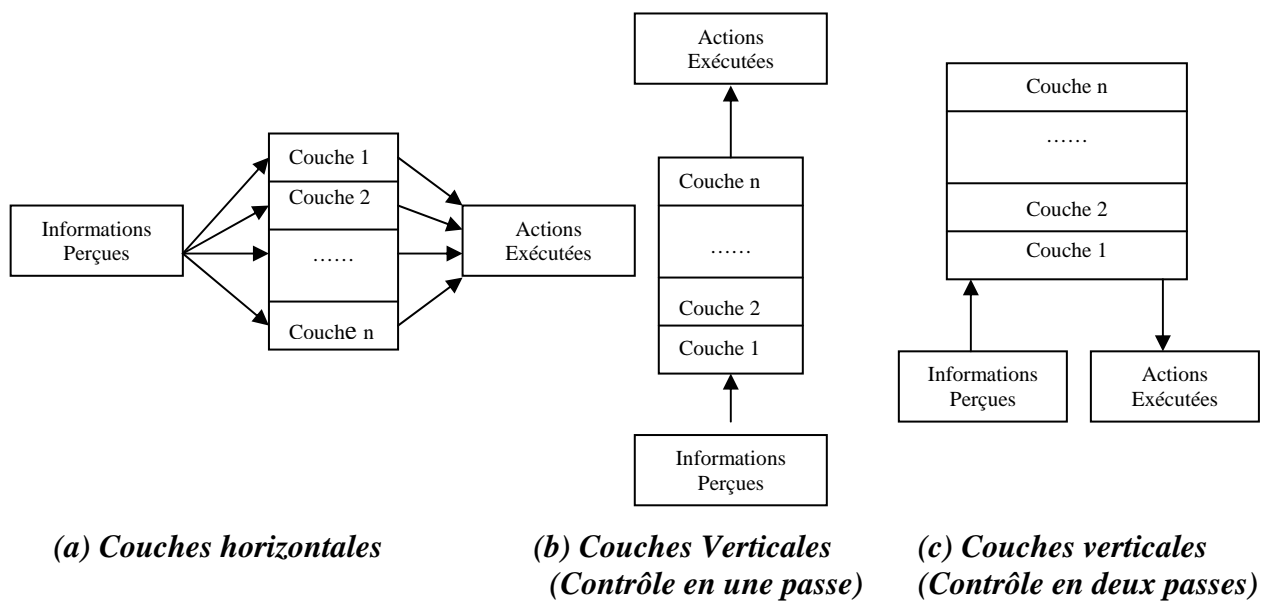 Informations
Perçues
Couche 1
Couche 2
……
Couche n
Actions
Exécutées
(a) Couches horizontales
Actions
Exécutées
Couche n
……
Couche 2
Couche 1
Informations
Perçues
(b) Couches Verticales
(Contrôle en une passe)
Couche n
……
Couche 2
Couche 1
Informations
Perçues
Actions
Exécutées
(c) Couches verticales
(Contrôle en deux passes)